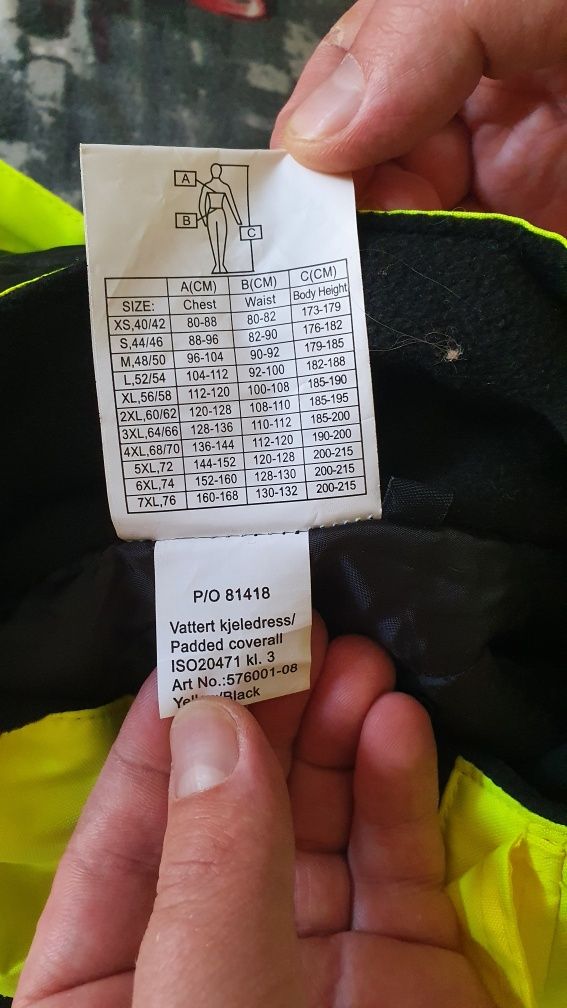 A
B
C
A(CM) B(CM) C(CM)
SIZE: Chest Waist Body Height
XS,40/42 80-88 80-82 173-179
S,44/46 88-96 82-90 176-182
M,48/50 96-104 90-92 179-185
L,52/54 104-112 92-100 182-188
XL,56/58 112-120 100-108 185-190
2XL,60/62 120-128 108-110 185-195
3XL,64/66 128-136 110-112 185-200
4XL,68/70 136-144 112-120 190-200
5XL,72 144-152 120-128 200-215
6XL,74 152-160 128-130 200-215
7XL,76 160-168 130-132 200-215
P/O 81418
Vattert kjeledress/
Padded coverall
ISO20471 kl. 3
Art No.:576001-08
Yellow/Black